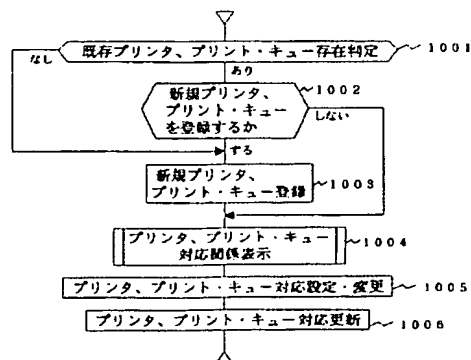 既存プリンタ、プリント・キュー存在判定
1001
なし
あり
新規プリンタ、
プリント・キュー
を登録するか
1002
しない
する
新規プリンタ、
プリント・キュー登録
1003
プリンタ、プリント・キュー
対応関係表示
1004
プリンタ、プリント・キュー対応設定・変更
1005
プリンタ、プリント・キュー対応更新
1006